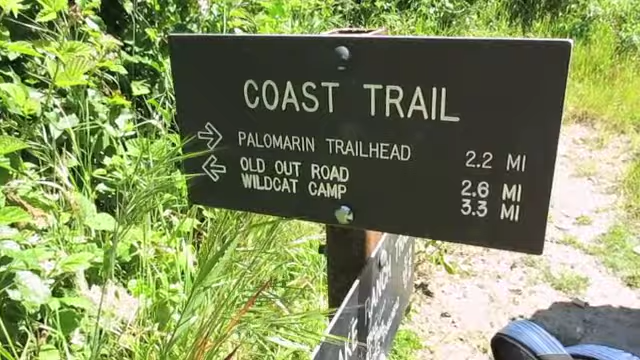 COAST TRAIL
PALOMARIN TRAILHEAD 2.2 MI
OLD OUT ROAD 2.6 MI
WILDCAT CAMP 3.3 MI